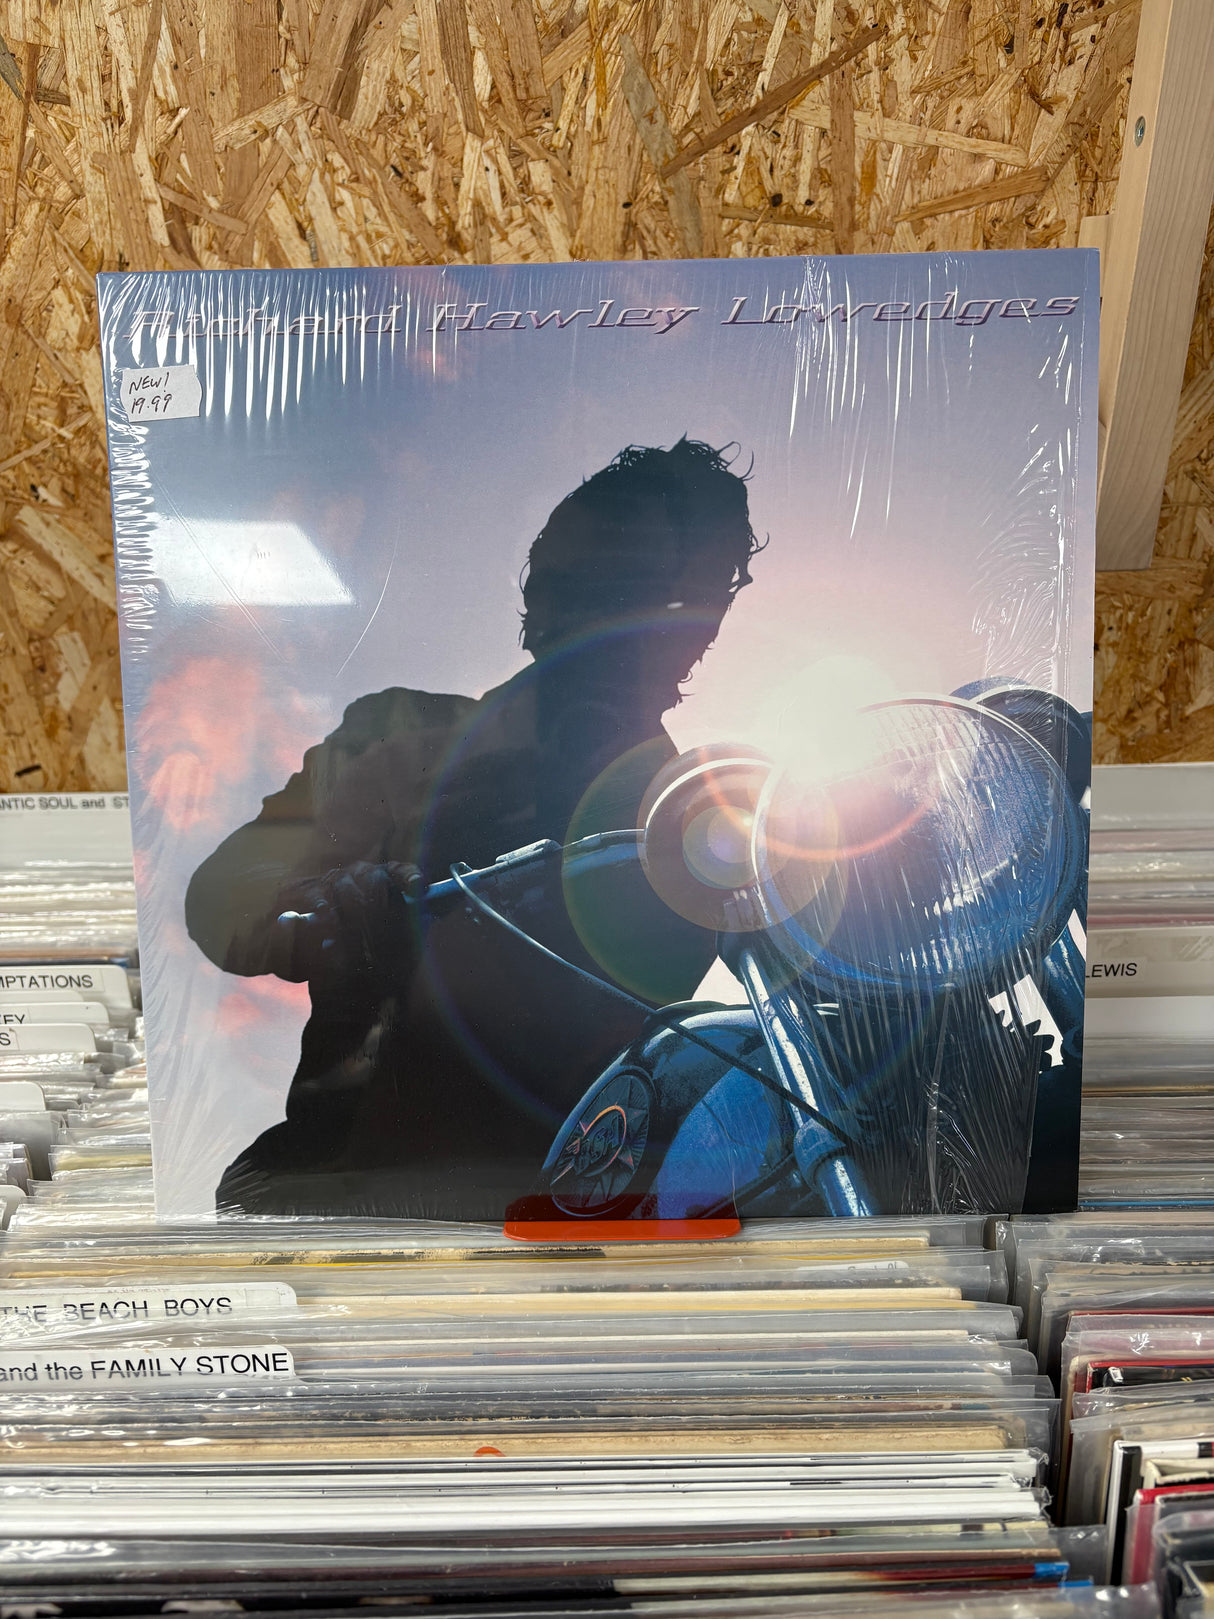 Richard Hawley Lowedges
NEW!
19.99
ANTIC SOUL and ST
MPTATIONS
EY
S
LEWIS
BSA
THE BEACH BOYS
and the FAMILY STONE